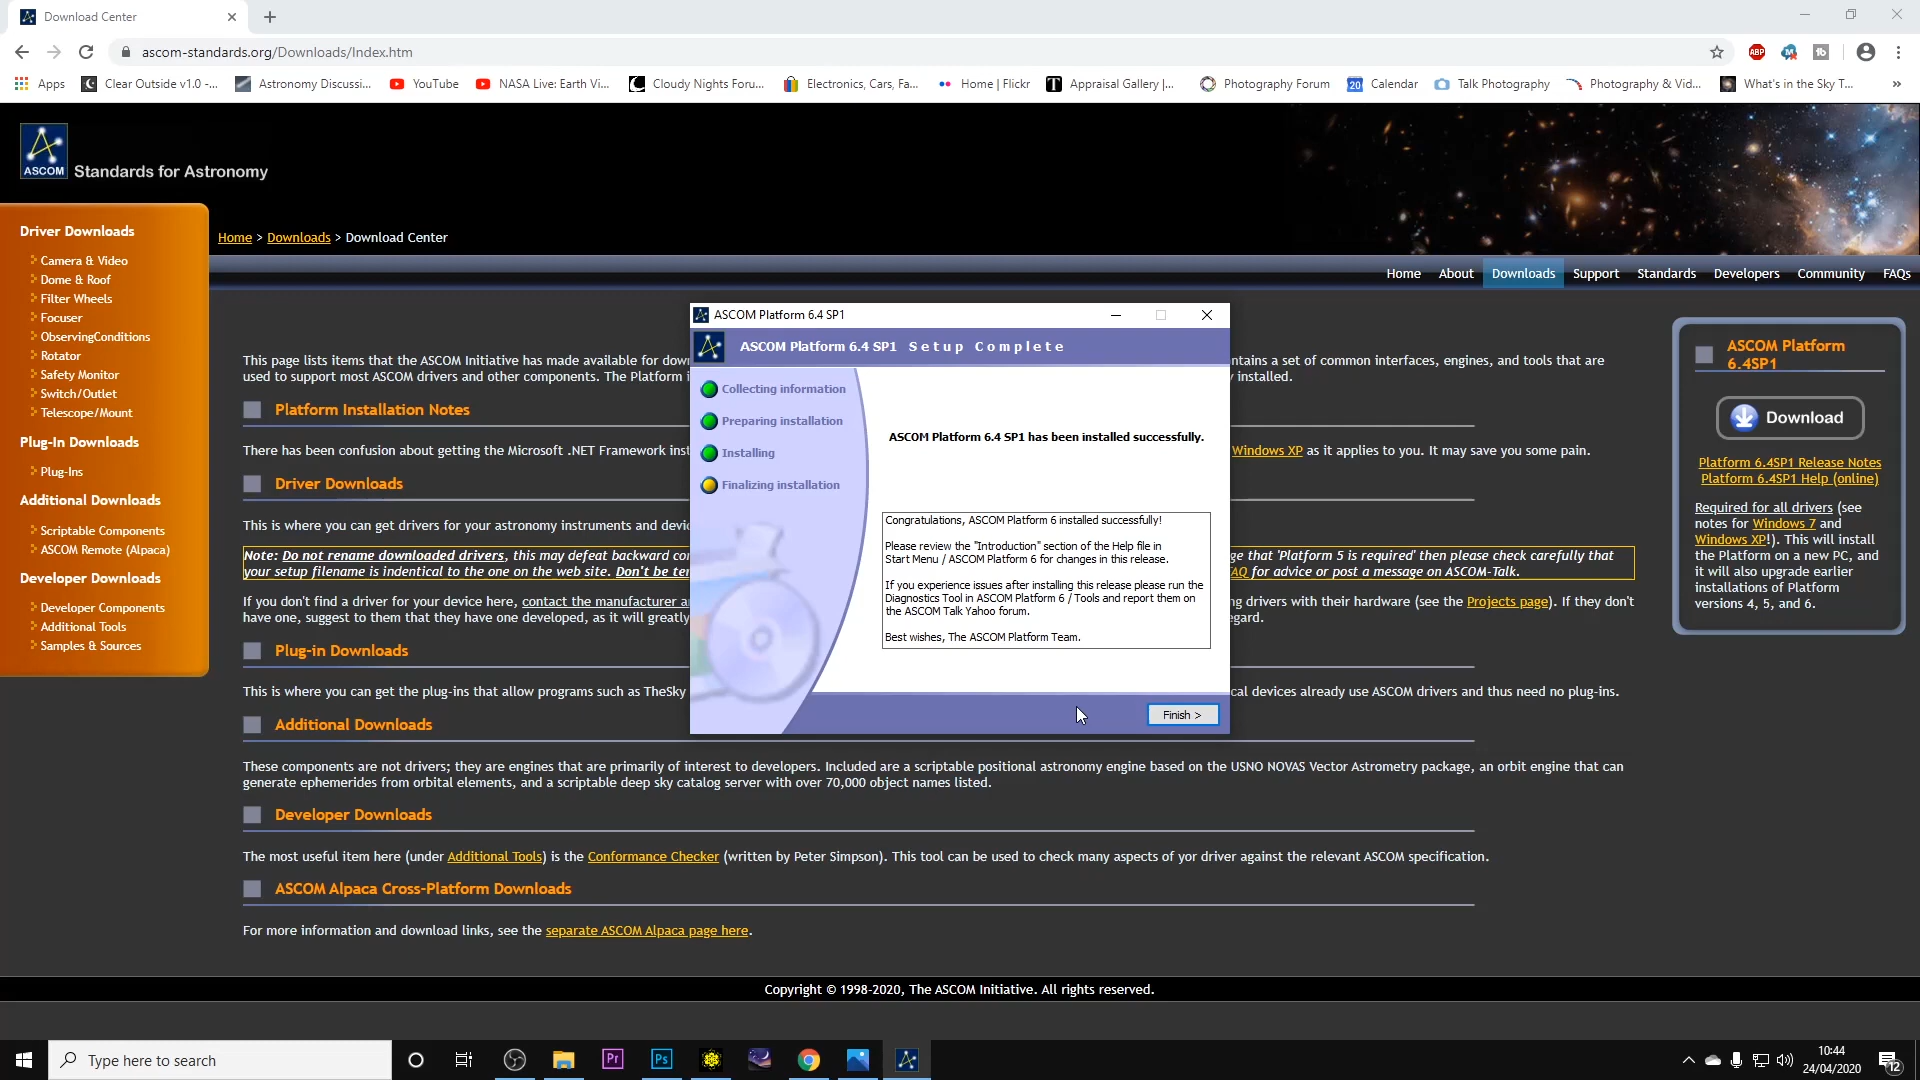 Download Center
ascom-standards.org/Downloads/Index.htm
ABP
Apps
Clear Outside v1.0 -...
Astronomy Discussi...
YouTube
NASA Live: Earth Vi...
Cloudy Nights Foru...
Electronics, Cars, Fa...
Home | Flickr
Appraisal Gallery |...
Photography Forum
20
Calendar
Talk Photography
Photography & Vid...
What's in the Sky T...
»
ASCOM
Standards for Astronomy
Home > Downloads > Download Center
Home
About
Downloads
Support
Standards
Developers
Community
FAQs
Driver Downloads
Camera & Video
Dome & Roof
Filter Wheels
Focuser
ObservingConditions
Rotator
Safety Monitor
Switch/Outlet
Telescope/Mount
Plug-In Downloads
Plug-Ins
Additional Downloads
Scriptable Components
ASCOM Remote (Alpaca)
Developer Downloads
Developer Components
Additional Tools
Samples & Sources
This page lists items that the ASCOM Initiative has made available for dow
ntains a set of common interfaces, engines, and tools that are
used to support most ASCOM drivers and other components. The Platform i
installed.
Platform Installation Notes
There has been confusion about getting the Microsoft .NET Framework inst
Windows XP as it applies to you. It may save you some pain.
Driver Downloads
This is where you can get drivers for your astronomy instruments and devic
Note: Do not rename downloaded drivers, this may defeat backward cor
ge that 'Platform 5 is required' then please check carefully that
your setup filename is indentical to the one on the web site. Don't be ter
AQ for advice or post a message on ASCOM-Talk.
If you don't find a driver for your device here, contact the manufacturer a
ng drivers with their hardware (see the Projects page). If they don't
have one, suggest to them that they have one developed, as it will greatly
egard.
Plug-in Downloads
This is where you can get the plug-ins that allow programs such as TheSky
cal devices already use ASCOM drivers and thus need no plug-ins.
Additional Downloads
These components are not drivers; they are engines that are primarily of interest to developers. Included are a scriptable positional astronomy engine based on the USNO NOVAS Vector Astrometry package, an orbit engine that can
generate ephemerides from orbital elements, and a scriptable deep sky catalog server with over 70,000 object names listed.
Developer Downloads
The most useful item here (under Additional Tools) is the Conformance Checker (written by Peter Simpson). This tool can be used to check many aspects of yor driver against the relevant ASCOM specification.
ASCOM Alpaca Cross-Platform Downloads
For more information and download links, see the separate ASCOM Alpaca page here.
Copyright © 1998-2020, The ASCOM Initiative. All rights reserved.
ASCOM Platform 6.4 SP1
ASCOM Platform 6.4 SP1 Setup Complete
Collecting information
Preparing installation
Installing
Finalizing installation
ASCOM Platform 6.4 SP1 has been installed successfully.
Congratulations, ASCOM Platform 6 installed successfully!
Please review the "Introduction" section of the Help file in
Start Menu / ASCOM Platform 6 for changes in this release.
If you experience issues after installing this release please run the
Diagnostics Tool in ASCOM Platform 6 / Tools and report them on
the ASCOM Talk Yahoo forum.
Best wishes, The ASCOM Platform Team.
Finish >
ASCOM Platform
6.4SP1
Download
Platform 6.4SP1 Release Notes
Platform 6.4SP1 Help (online)
Required for all drivers (see
notes for Windows 7 and
Windows XP!). This will install
the Platform on a new PC, and
it will also upgrade earlier
installations of Platform
versions 4, 5, and 6.
Type here to search
Pr
Ps
10:44
24/04/2020
12